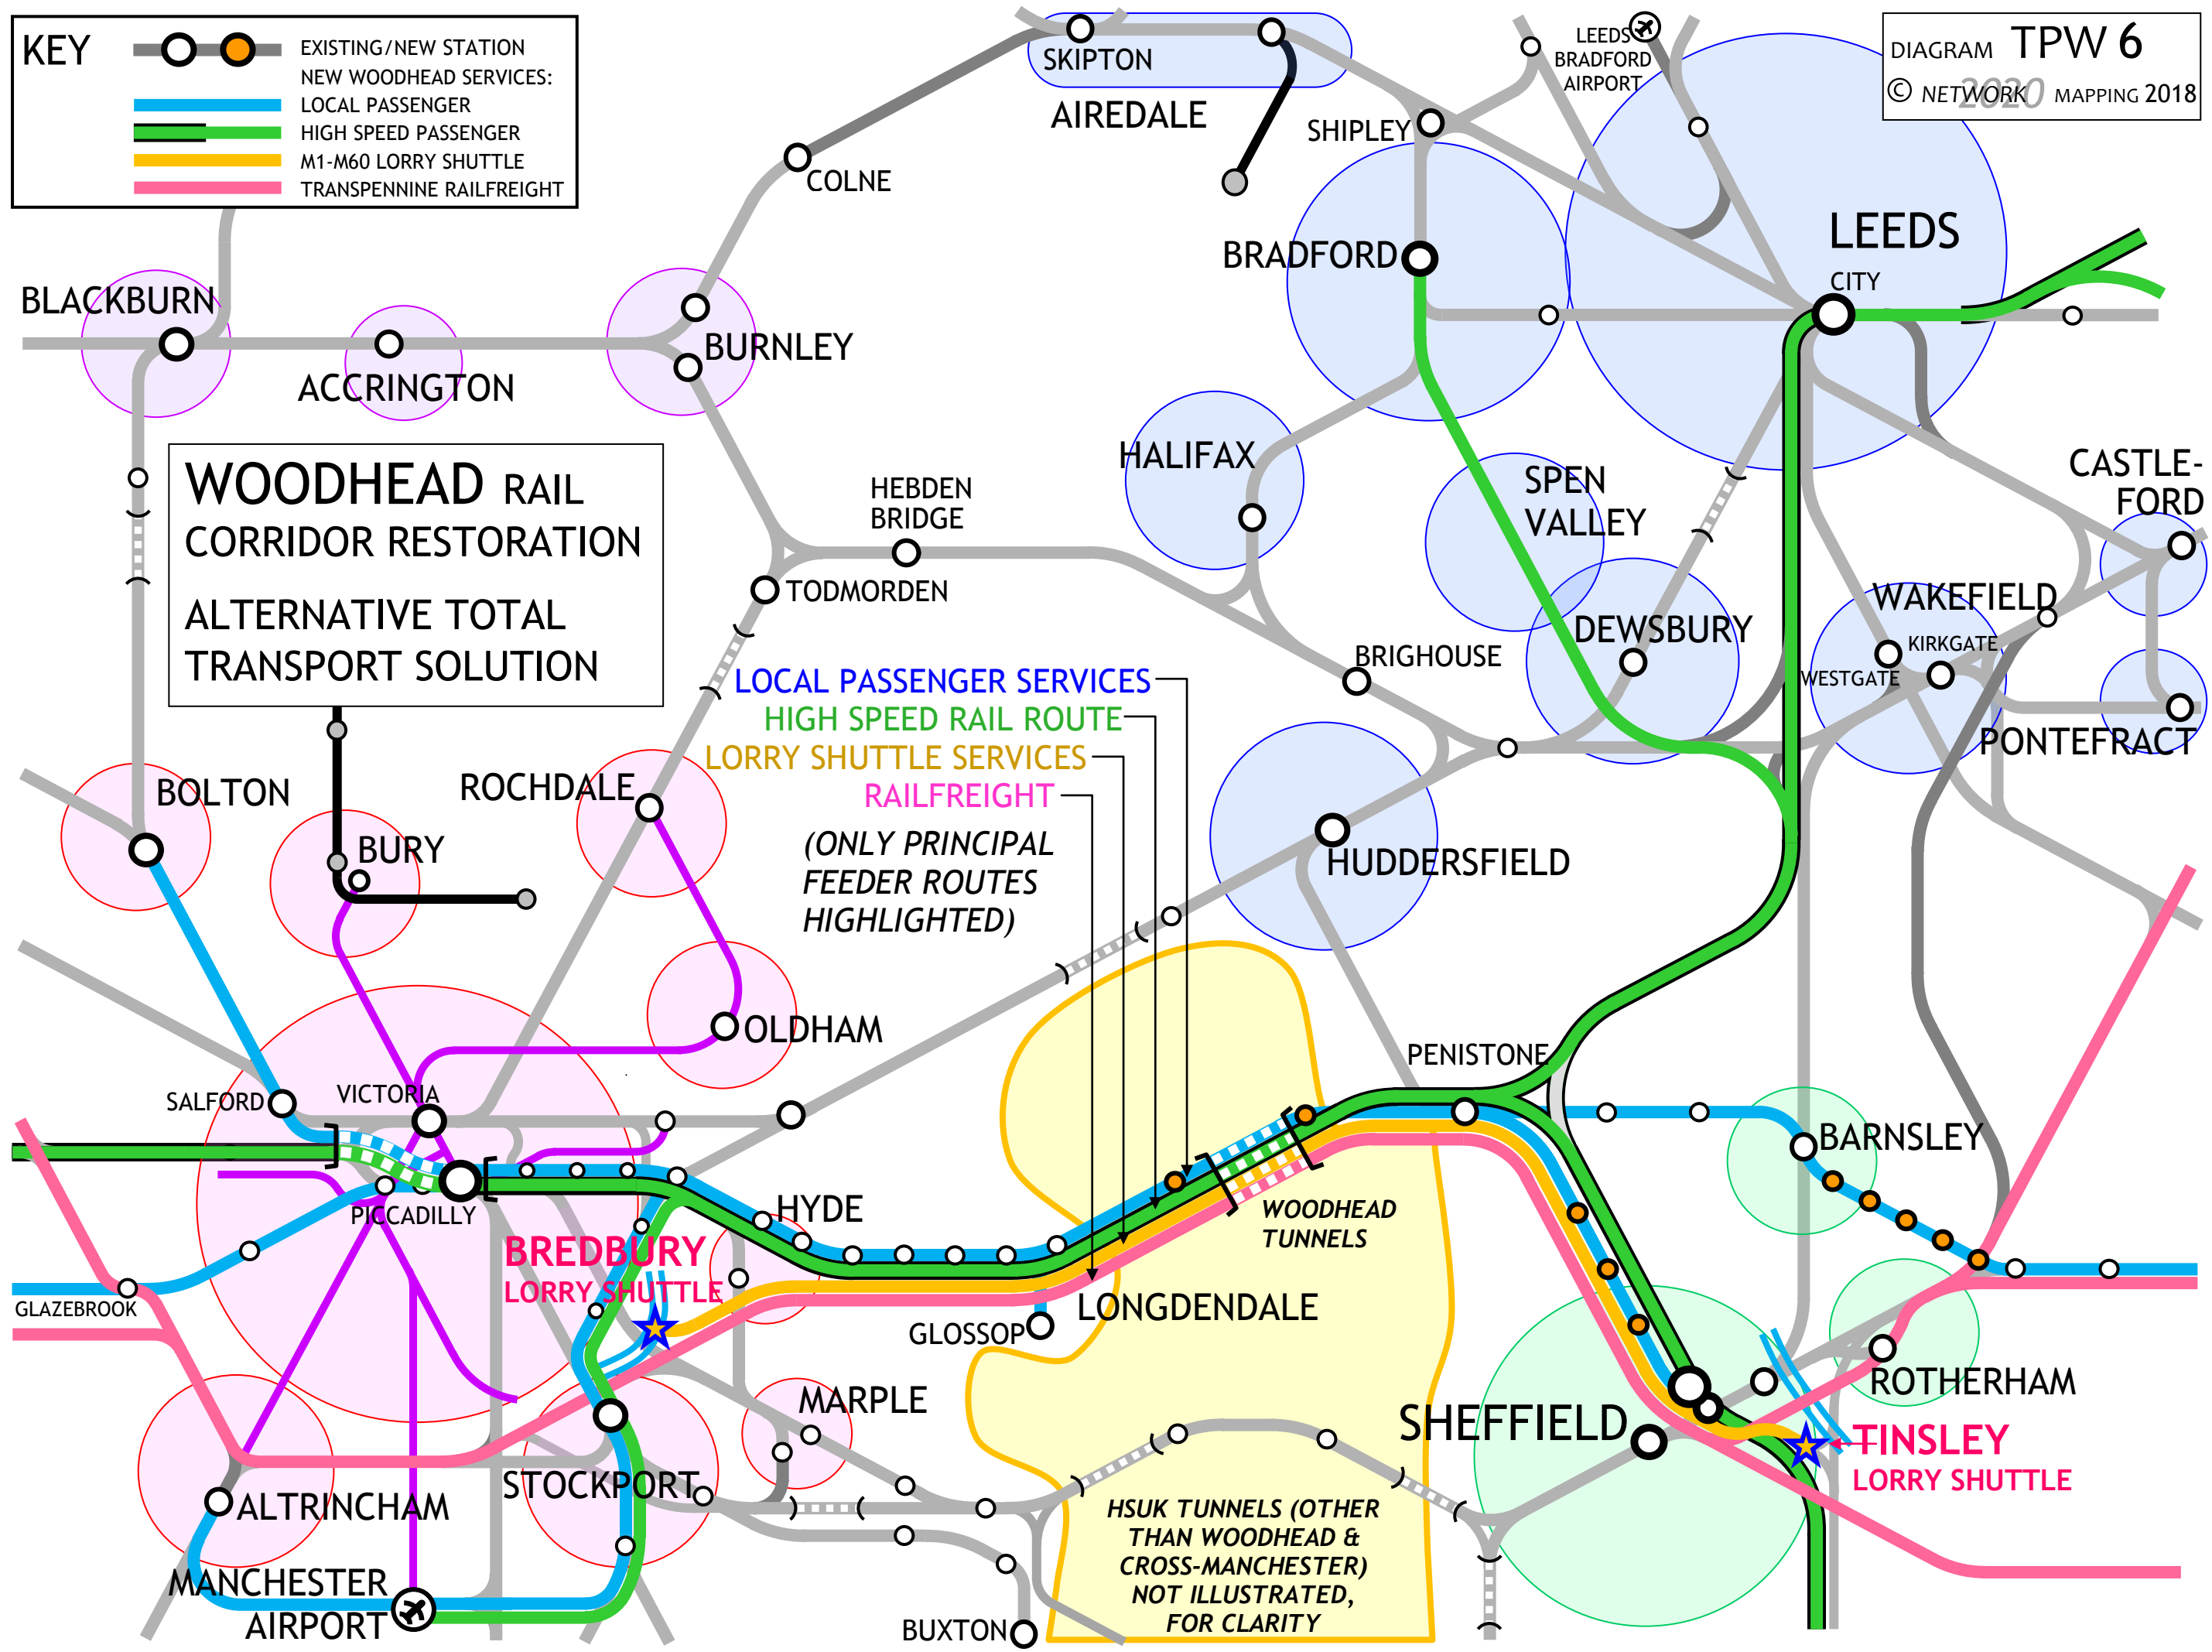 KEY
EXISTING/NEW STATION
NEW WOODHEAD SERVICES:
LOCAL PASSENGER
HIGH SPEED PASSENGER
M1-M60 LORRY SHUTTLE
TRANSPENNINE RAILFREIGHT
DIAGRAM TPW 6
© NETWORK 2020 MAPPING 2018
SKIPTON
AIREDALE
LEEDS
BRADFORD
AIRPORT
SHIPLEY
COLNE
BRADFORD
LEEDS
CITY
BLACKBURN
ACCRINGTON
BURNLEY
HALIFAX
SPEN
VALLEY
CASTLE-
FORD
WOODHEAD RAIL
CORRIDOR RESTORATION
ALTERNATIVE TOTAL
TRANSPORT SOLUTION
HEBDEN
BRIDGE
TODMORDEN
DEWSBURY
WAKEFIELD
KIRKGATE
WESTGATE
PONTEFRACT
BRIGHOUSE
LOCAL PASSENGER SERVICES
HIGH SPEED RAIL ROUTE
LORRY SHUTTLE SERVICES
RAILFREIGHT
(ONLY PRINCIPAL
FEEDER ROUTES
HIGHLIGHTED)
BOLTON
BURY
ROCHDALE
HUDDERSFIELD
OLDHAM
PENISTONE
SALFORD
VICTORIA
PICCADILLY
BARNSLEY
HYDE
WOODHEAD
TUNNELS
BREDBURY
LORRY SHUTTLE
GLAZEBROOK
GLOSSOP
LONGDENDALE
MARPLE
ROTHERHAM
SHEFFIELD
TINSLEY
LORRY SHUTTLE
STOCKPORT
ALTRINCHAM
HSUK TUNNELS (OTHER
THAN WOODHEAD &
CROSS-MANCHESTER)
NOT ILLUSTRATED,
FOR CLARITY
MANCHESTER
AIRPORT
BUXTON